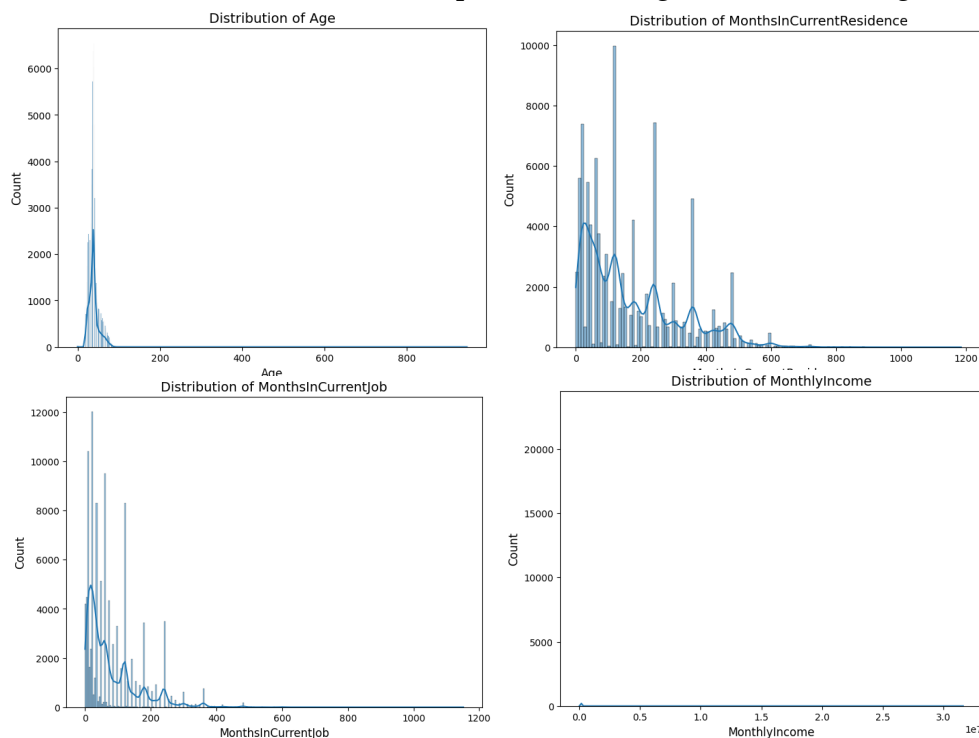 Distribution of Age
6000
5000
4000
3000
2000
1000
0
Count
0 200 400 600 800
Age
Distribution of MonthsInCurrentResidence
10000
8000
6000
4000
2000
0
Count
0 200 400 600 800 1000 1200
Distribution of MonthsInCurrentJob
12000
10000
8000
6000
4000
2000
0
Count
0 200 400 600 800 1000 1200
MonthsInCurrentJob
Distribution of MonthlyIncome
20000
15000
10000
5000
0
Count
0.0 0.5 1.0 1.5 2.0 2.5 3.0
1e7
MonthlyIncome